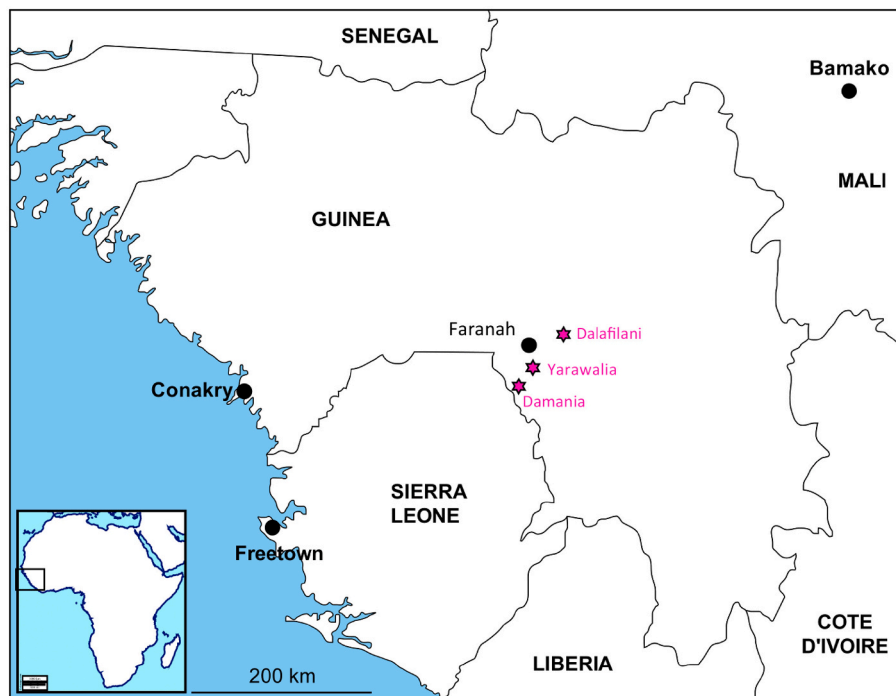 SENEGAL
Bamako
MALI
GUINEA
Faranah
Dalafilani
Yarawalia
Damania
Conakry
SIERRA
LEONE
Freetown
COTE
D'IVOIRE
LIBERIA
200 km